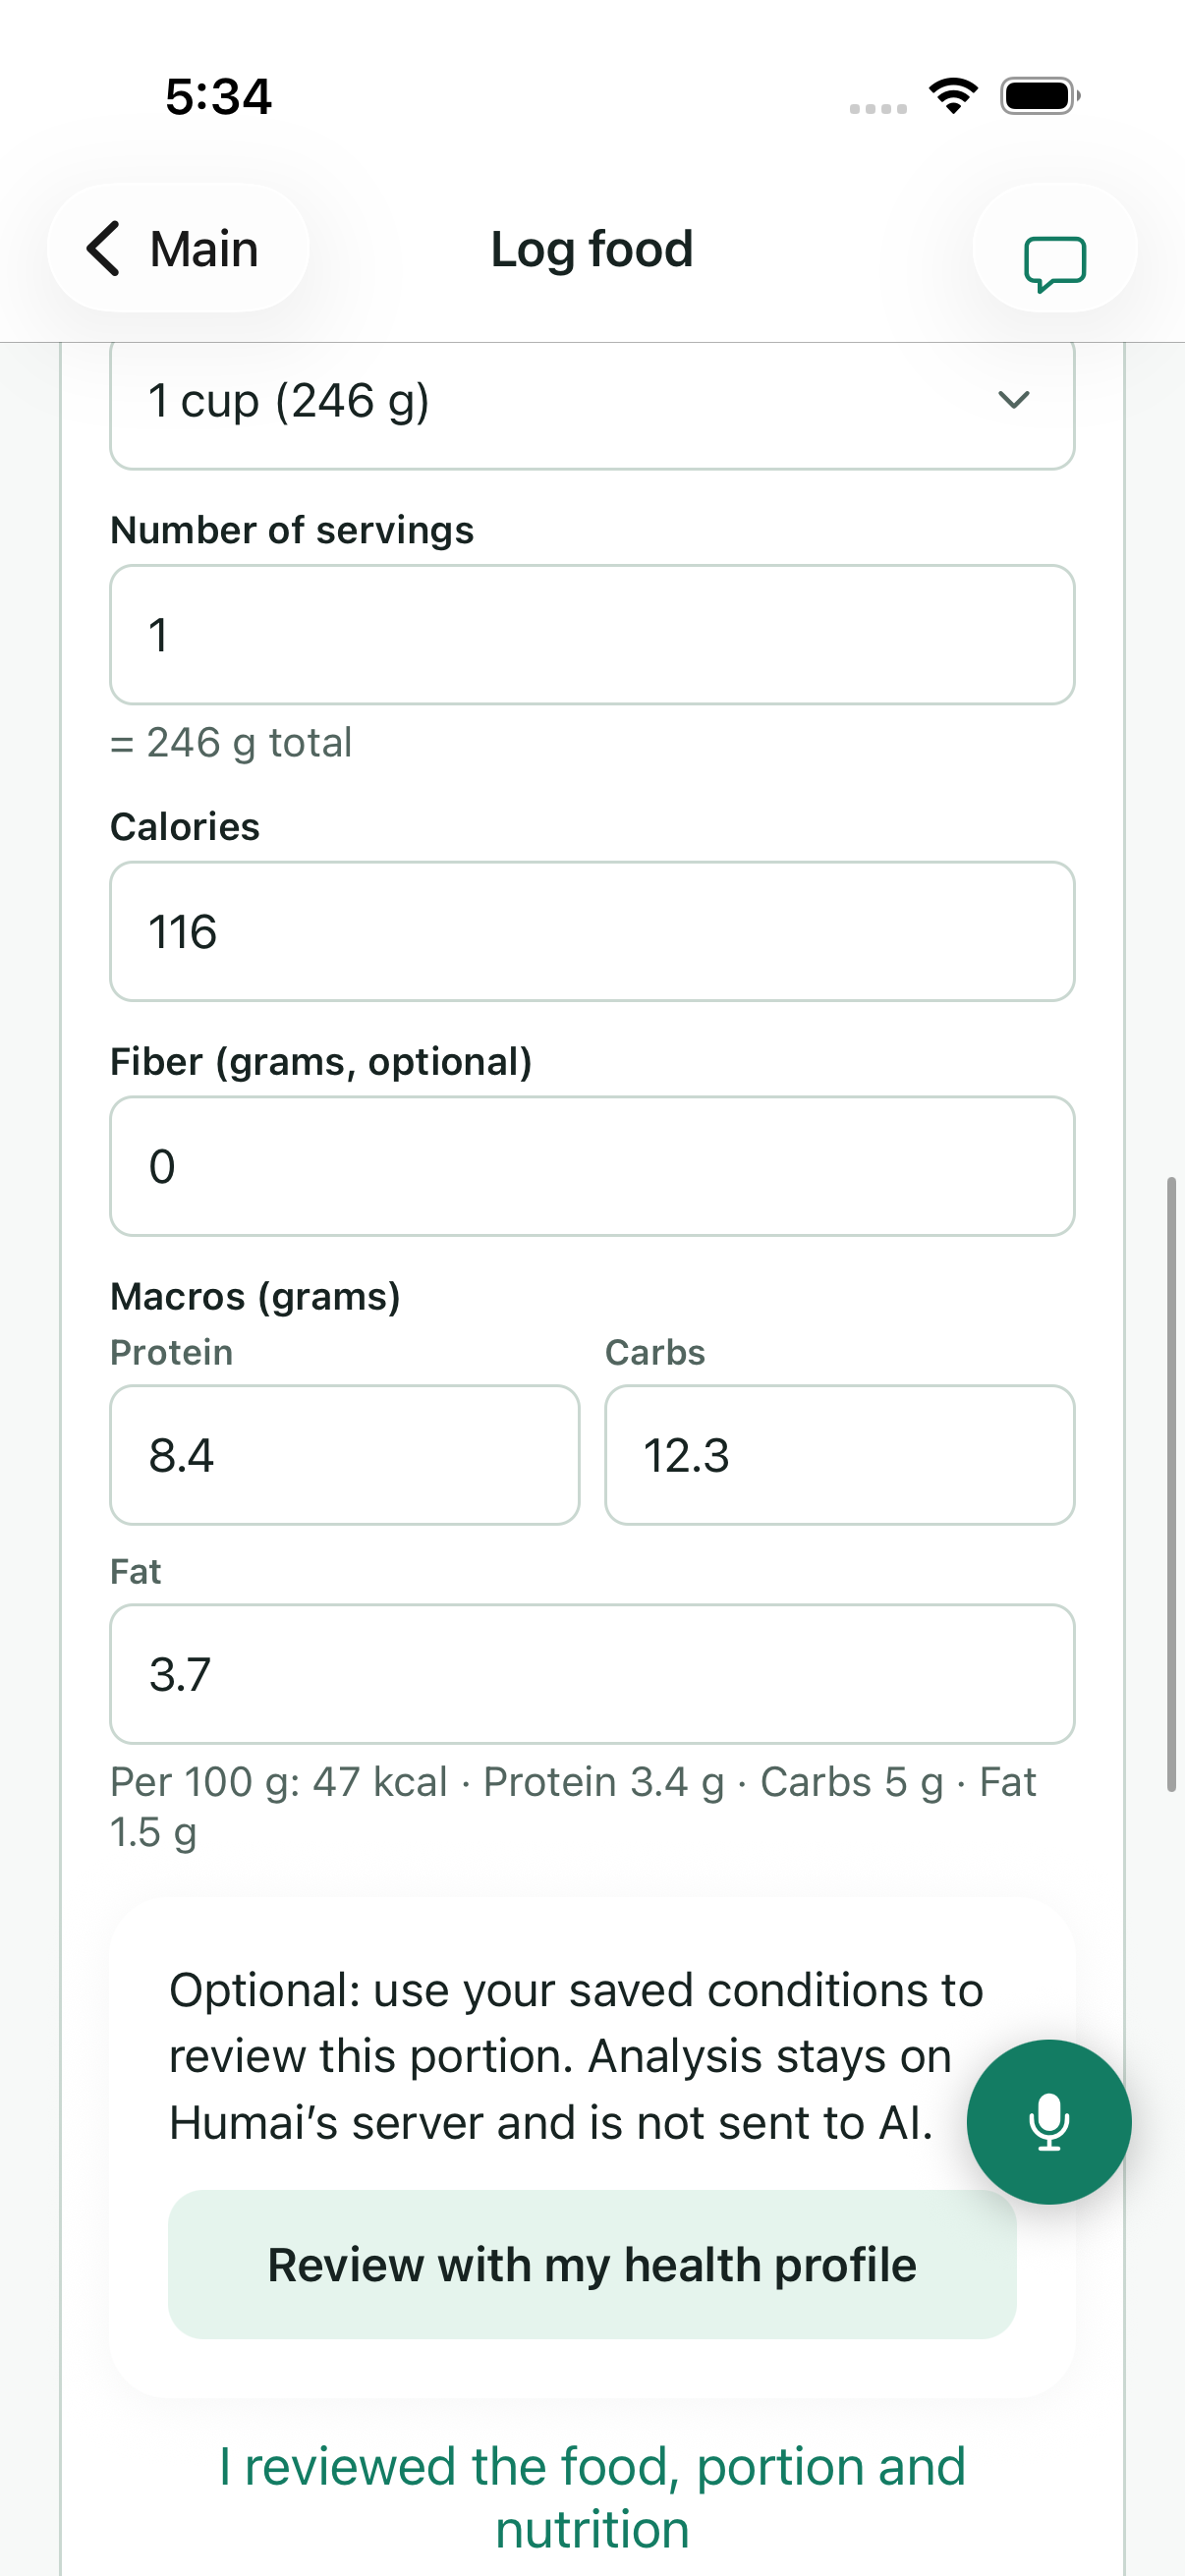 5:34
Main
Log food
1 cup (246 g)
Number of servings
1
= 246 g total
Calories
116
Fiber (grams, optional)
0
Macros (grams)
Protein
Carbs
8.4
12.3
Fat
3.7
Per 100 g: 47 kcal · Protein 3.4 g · Carbs 5 g · Fat
1.5 g
Optional: use your saved conditions to
review this portion. Analysis stays on
Humai’s server and is not sent to AI.
Review with my health profile
I reviewed the food, portion and
nutrition